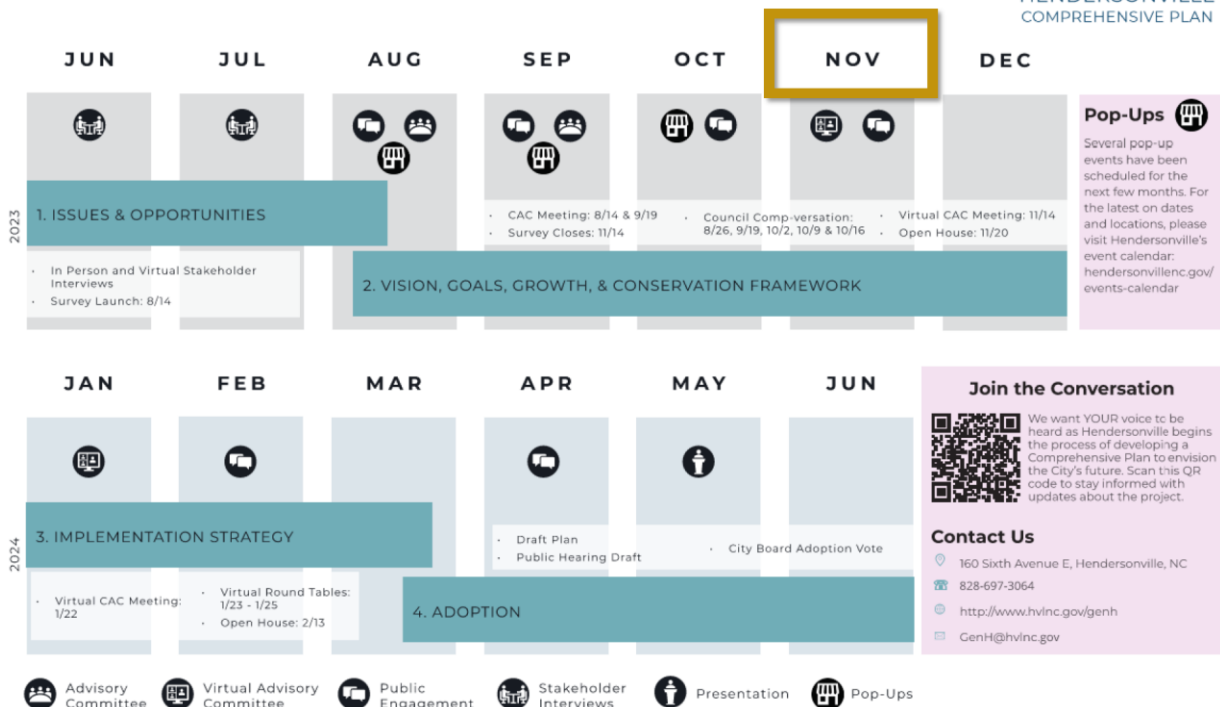 HENDERSONVILLE
COMPREHENSIVE PLAN
JUN JUL AUG SEP OCT NOV DEC
2023
1. ISSUES & OPPORTUNITIES
• In Person and Virtual Stakeholder
Interviews
• Survey Launch: 8/14
• CAC Meeting: 8/14 & 9/19
• Survey Closes: 11/14
• Council Comp-versation:
8/26, 9/19, 10/2, 10/9 & 10/16
• Virtual CAC Meeting: 11/14
• Open House: 11/20
2. VISION, GOALS, GROWTH, & CONSERVATION FRAMEWORK
Pop-Ups
Several pop-up
events have been
scheduled for the
next few months. For
the latest on dates
and locations, please
visit Hendersonville's
event calendar:
hendersonvillenc.gov/
events-calendar
JAN FEB MAR APR MAY JUN
2024
3. IMPLEMENTATION STRATEGY
• Virtual CAC Meeting:
1/22
• Virtual Round Tables:
1/23 - 1/25
• Open House: 2/13
• Draft Plan
• Public Hearing Draft
• City Board Adoption Vote
4. ADOPTION
Join the Conversation
We want YOUR voice to be
heard as Hendersonville begins
the process of developing a
Comprehensive Plan to envision
the City's future. Scan this QR
code to stay informed with
updates about the project.
Contact Us
160 Sixth Avenue E, Hendersonville, NC
828-697-3064
http://www.hvlnc.gov/genh
GenH@hvlnc.gov
Advisory
Committee
Virtual Advisory
Committee
Public
Engagement
Stakeholder
Interviews
Presentation
Pop-Ups